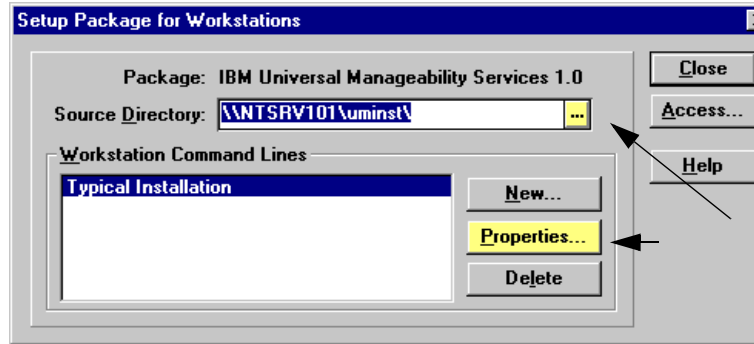 Setup Package for Workstations
Package: IBM Universal Manageability Services 1.0
Close
Source Directory: \\NTSRV101\uminst\ ...
Access...
Workstation Command Lines
Help
Typical Installation
New...
Properties...
Delete